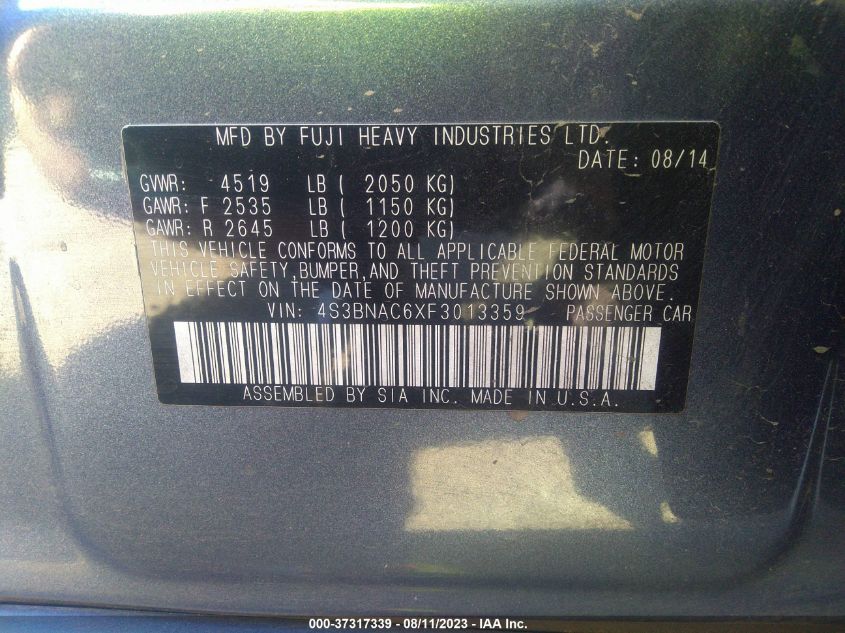 MFD BY FUJI HEAVY INDUSTRIES LTD.
DATE: 08/14
GVWR: 4519 LB ( 2050 KG)
GAWR: F 2535 LB ( 1150 KG)
GAWR: R 2645 LB ( 1200 KG)
THIS VEHICLE CONFORMS TO ALL APPLICABLE FEDERAL MOTOR
VEHICLE SAFETY,BUMPER,AND THEFT PREVENTION STANDARDS
IN EFFECT ON THE DATE OF MANUFACTURE SHOWN ABOVE.
VIN: 4S3BNAC6XF3013359 PASSENGER CAR
ASSEMBLED BY SIA INC. MADE IN U.S.A.
000-37317339 - 08/11/2023 - IAA Inc.